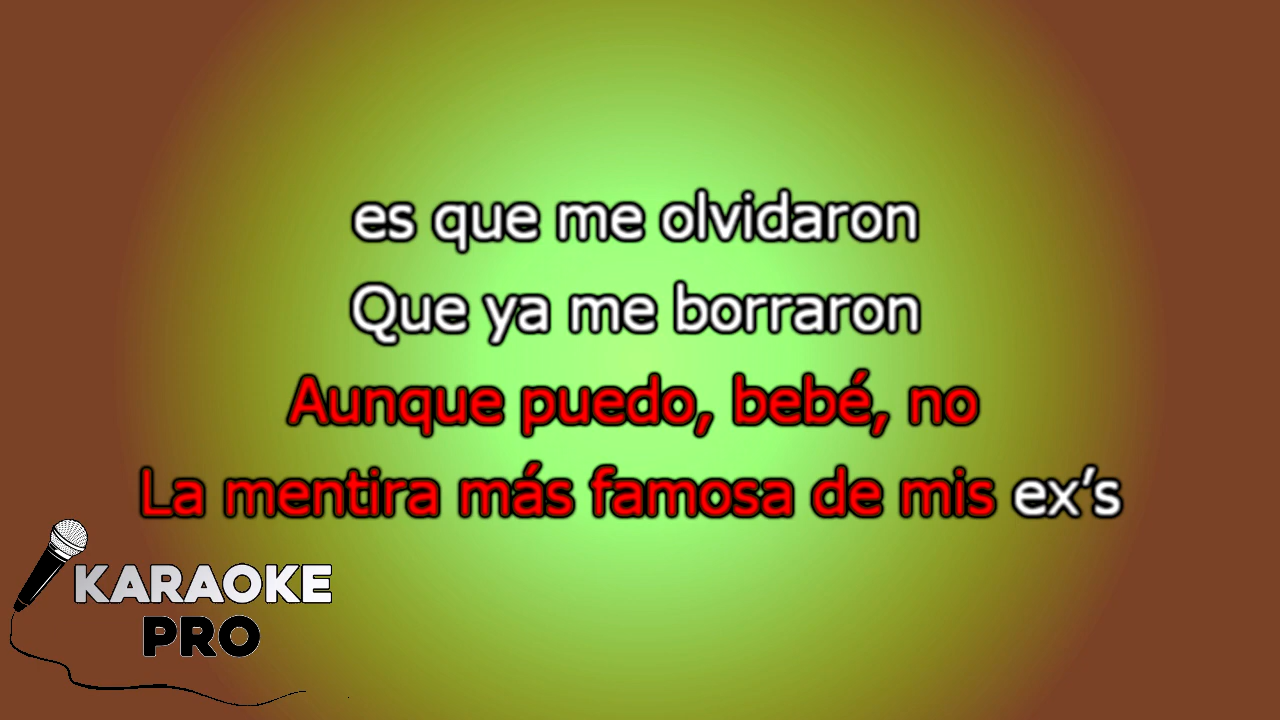 es que me olvidaron
Que ya me borraron
Aunque puedo, bebé, no
La mentira más famosa de mis ex’s
KARAOKE
PRO